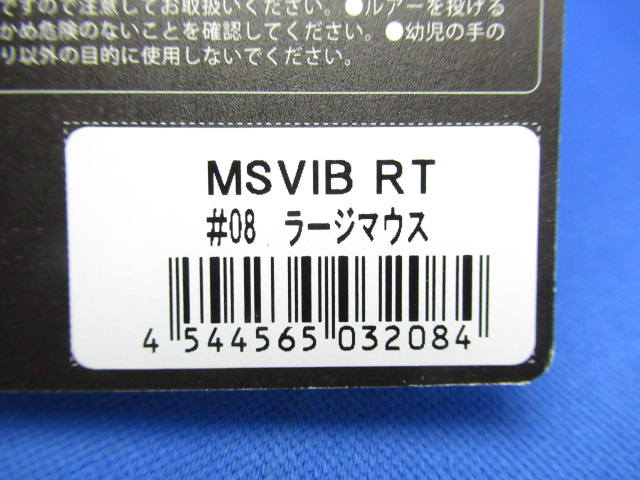 ですので注意してお取扱いください。●ルアーを投げる
かめ危険のないことを確認してください。●幼児の手の
り以外の目的に使用しないでください。
MSVIB RT
#08 ラージマウス
4 544565 032084